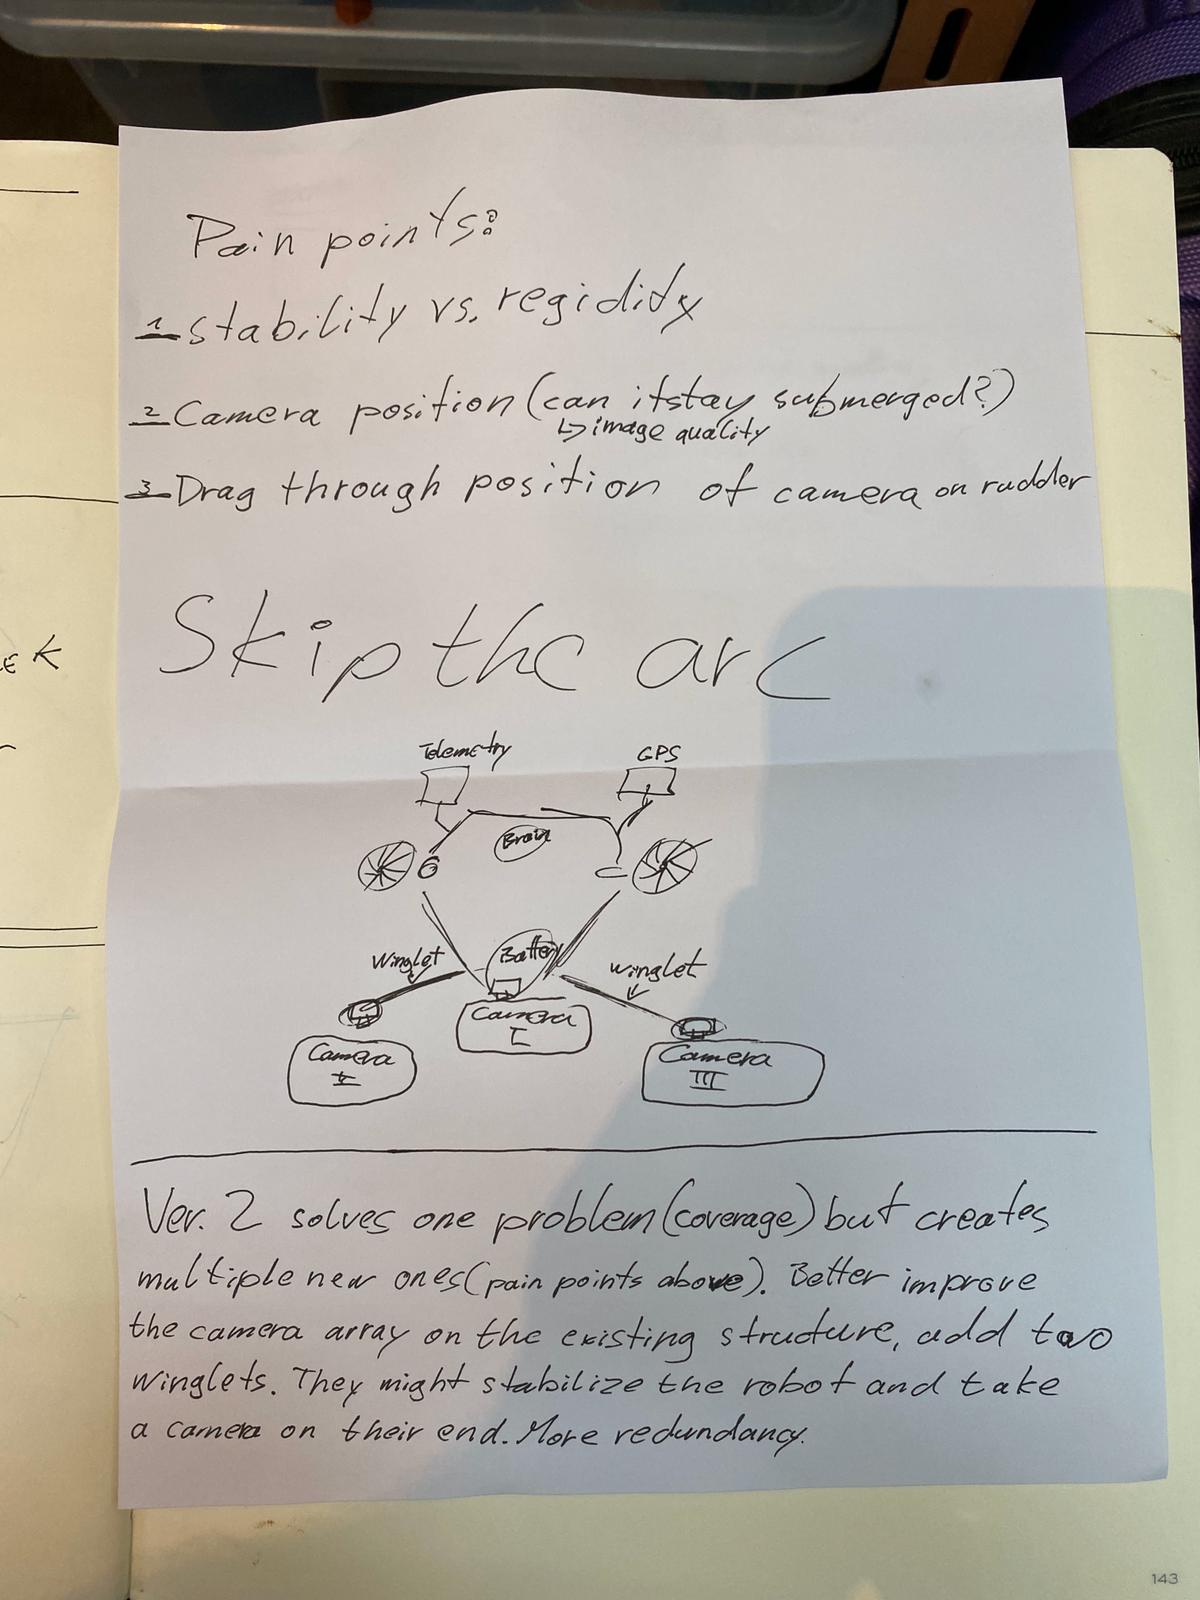 Pain points:
1 stability vs. regidity
2 Camera position (can itstay submerged?)
↳ image quality
3 Drag through position of camera on rudder
Skip the arc
Telemetry GPS
Brain
Battery
Winglet winglet
Camera I
Camera II
Camera III
Ver. 2 solves one problem (coverage) but creates
multiple new ones (pain points above). Better improve
the camera array on the existing structure, add two
winglets. They might stabilize the robot and take
a camera on their end. More redundancy.
EK
143